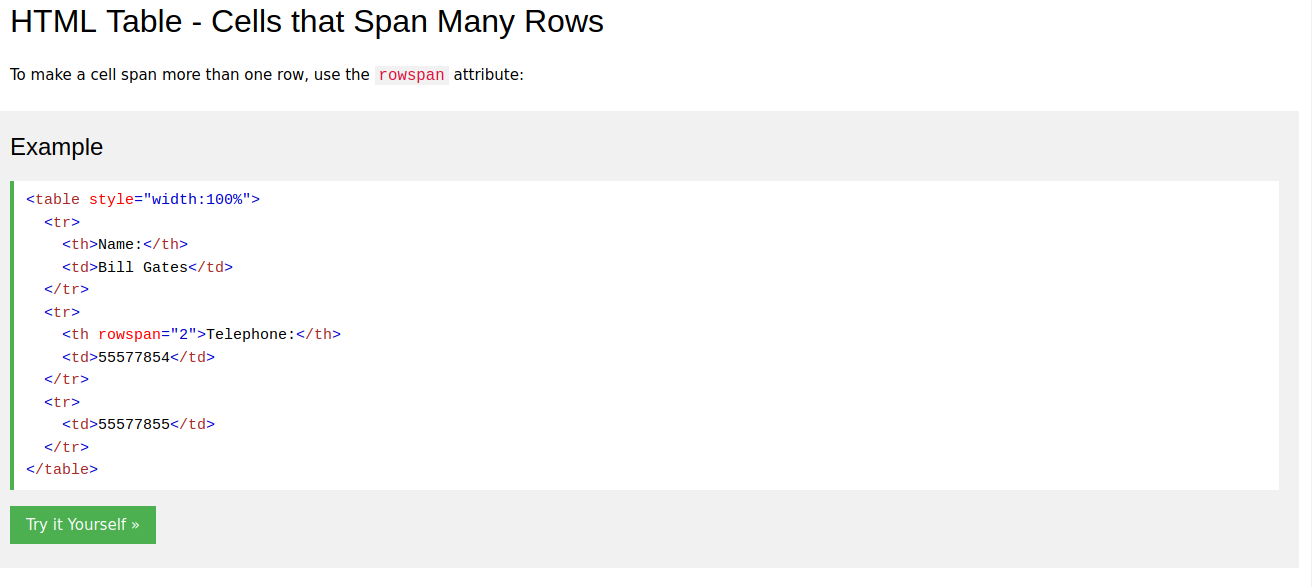 HTML Table - Cells that Span Many Rows
To make a cell span more than one row, use the rowspan attribute:
Example
<table style="width:100%">
  <tr>
    <th>Name:</th>
    <td>Bill Gates</td>
  </tr>
  <tr>
    <th rowspan="2">Telephone:</th>
    <td>55577854</td>
  </tr>
  <tr>
    <td>55577855</td>
  </tr>
</table>
Try it Yourself »